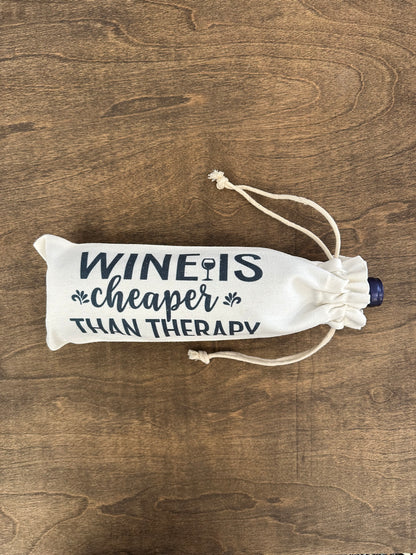 WINE IS
cheaper
THAN THERAPY